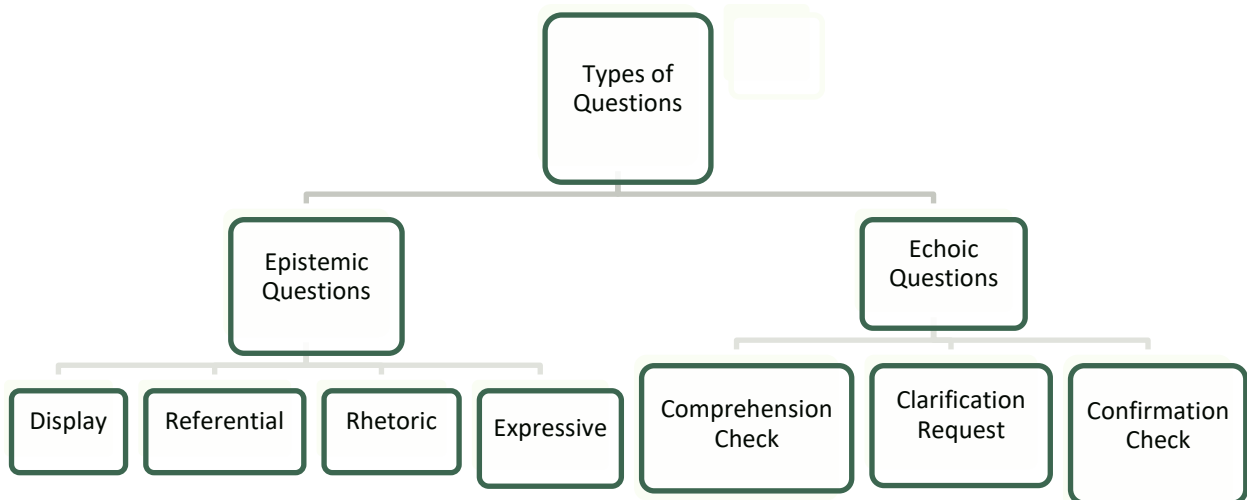 Types of
Questions
Epistemic
Questions
Echoic
Questions
Display
Referential
Rhetoric
Expressive
Comprehension
Check
Clarification
Request
Confirmation
Check